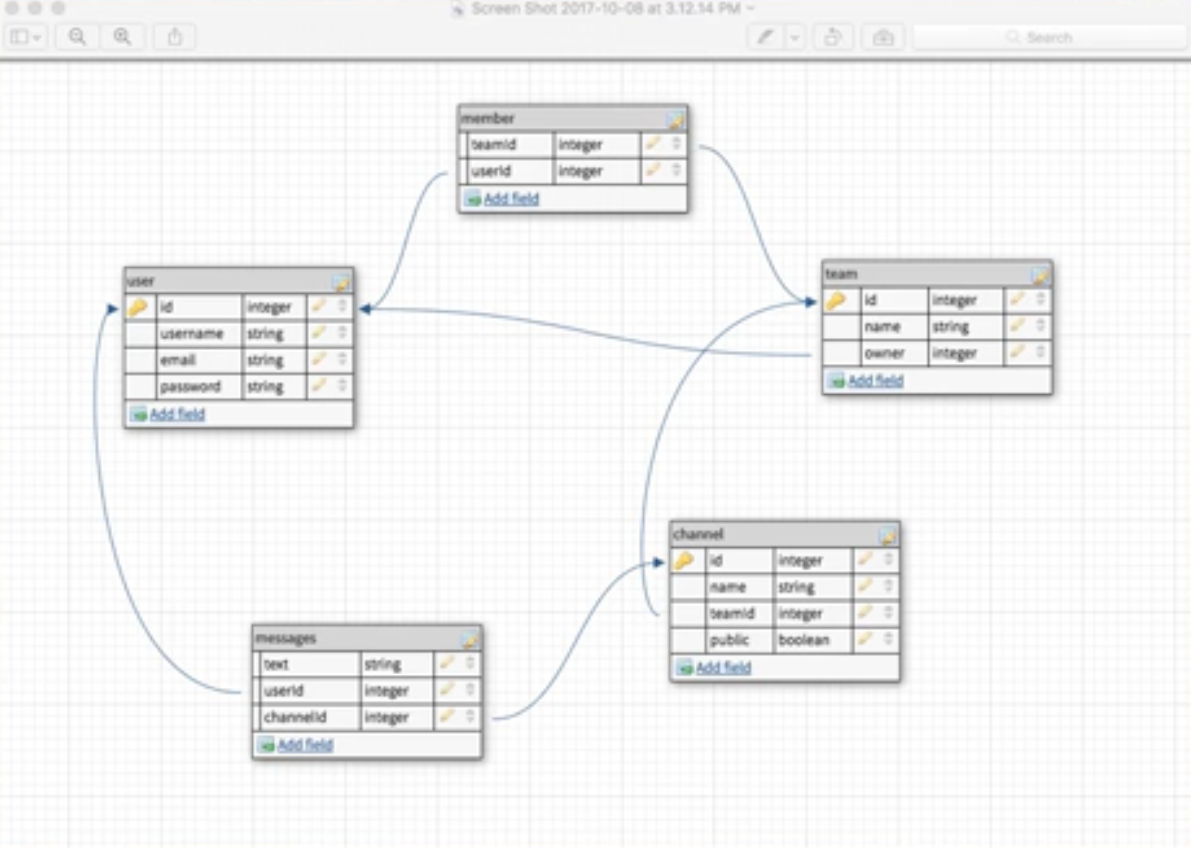 Screen Shot 2017-10-08 at 3.12.14 PM
Search
member
teamId integer
userId integer
Add field
user
id integer
username string
email string
password string
Add field
team
id integer
name string
owner integer
Add field
channel
id integer
name string
teamId integer
public boolean
Add field
messages
text string
userId integer
channelId integer
Add field